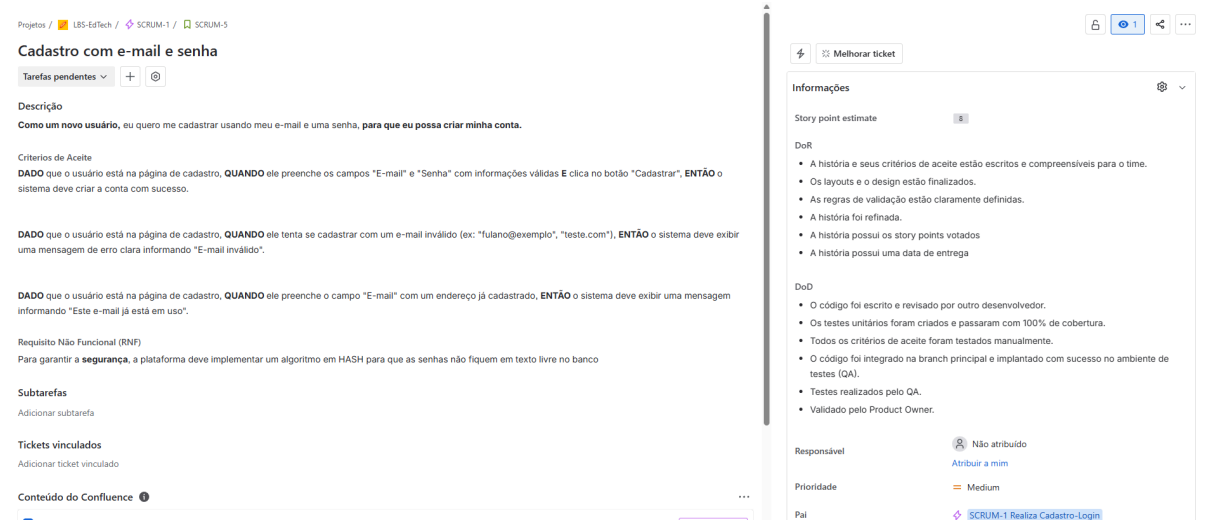 Projetos / LBS-EdTech / SCRUM-1 / SCRUM-5
1
Cadastro com e-mail e senha
Melhorar ticket
Tarefas pendentes
Descrição
Como um novo usuário, eu quero me cadastrar usando meu e-mail e uma senha, para que eu possa criar minha conta.
Criterios de Aceite
DADO que o usuário está na página de cadastro, QUANDO ele preenche os campos "E-mail" e "Senha" com informações válidas E clica no botão "Cadastrar", ENTÃO o
sistema deve criar a conta com sucesso.
DADO que o usuário está na página de cadastro, QUANDO ele tenta se cadastrar com um e-mail inválido (ex: "fulano@exemplo", "teste.com"), ENTÃO o sistema deve exibir
uma mensagem de erro clara informando "E-mail inválido".
DADO que o usuário está na página de cadastro, QUANDO ele preenche o campo "E-mail" com um endereço já cadastrado, ENTÃO o sistema deve exibir uma mensagem
informando "Este e-mail já está em uso".
Requisito Não Funcional (RNF)
Para garantir a segurança, a plataforma deve implementar um algoritmo em HASH para que as senhas não fiquem em texto livre no banco
Subtarefas
Adicionar subtarefa
Tickets vinculados
Adicionar ticket vinculado
Conteúdo do Confluence
Informações
Story point estimate
8
DoR
• A história e seus critérios de aceite estão escritos e compreensíveis para o time.
• Os layouts e o design estão finalizados.
• As regras de validação estão claramente definidas.
• A história foi refinada.
• A história possui os story points votados
• A história possui uma data de entrega
DoD
• O código foi escrito e revisado por outro desenvolvedor.
• Os testes unitários foram criados e passaram com 100% de cobertura.
• Todos os critérios de aceite foram testados manualmente.
• O código foi integrado na branch principal e implantado com sucesso no ambiente de
testes (QA).
• Testes realizados pelo QA.
• Validado pelo Product Owner.
Responsável
Não atribuído
Atribuir a mim
Prioridade
Medium
Pai
SCRUM-1 Realiza Cadastro-Login